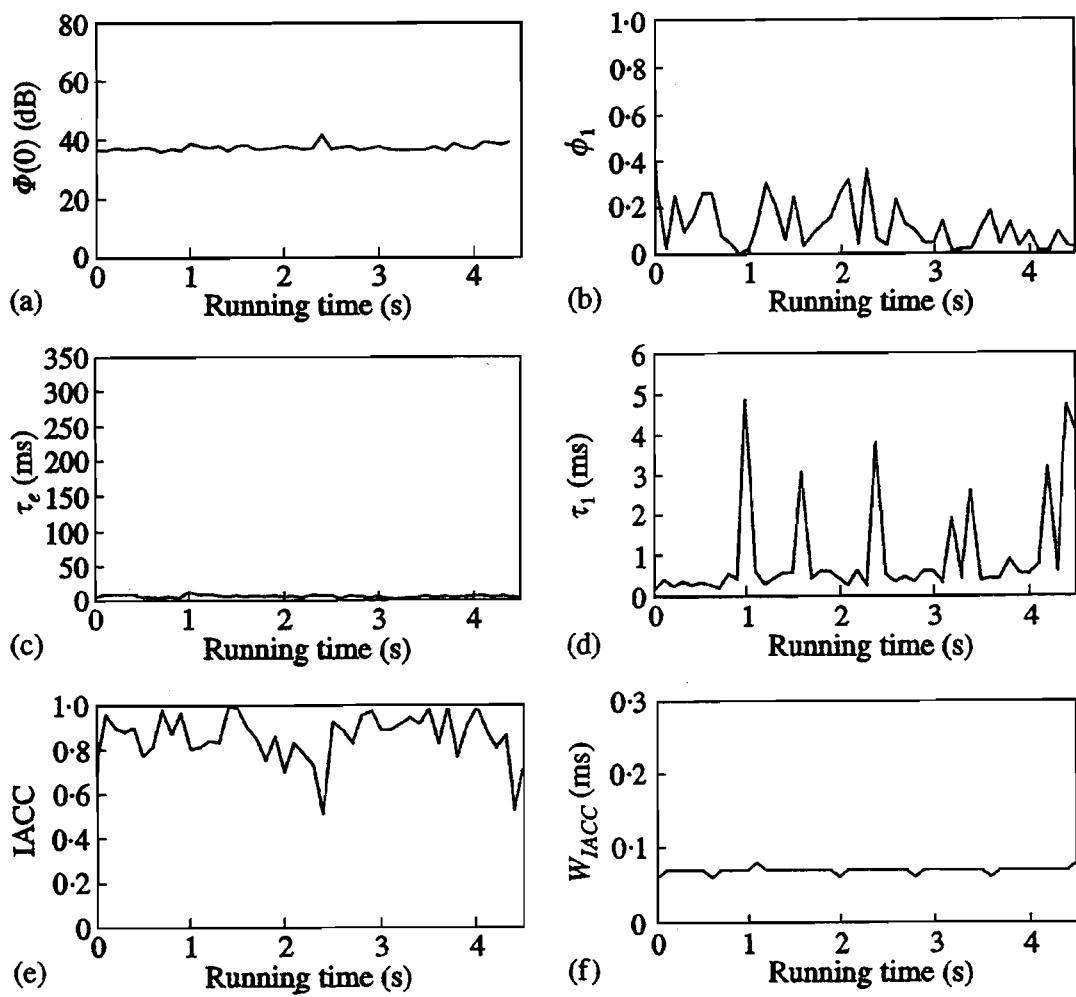 80
60
40
20
0
Φ(0) (dB)
0 1 2 3 4
Running time (s)
(a)
1·0
0·8
0·6
0·4
0·2
0
ϕ1
0 1 2 3 4
Running time (s)
(b)
350
300
250
200
150
100
50
0
τe (ms)
0 1 2 3 4
Running time (s)
(c)
6
5
4
3
2
1
0
τ1 (ms)
0 1 2 3 4
Running time (s)
(d)
1·0
0·8
0·6
0·4
0·2
0
IACC
0 1 2 3 4
Running time (s)
(e)
0·3
0·2
0·1
0
WIACC (ms)
0 1 2 3 4
Running time (s)
(f)